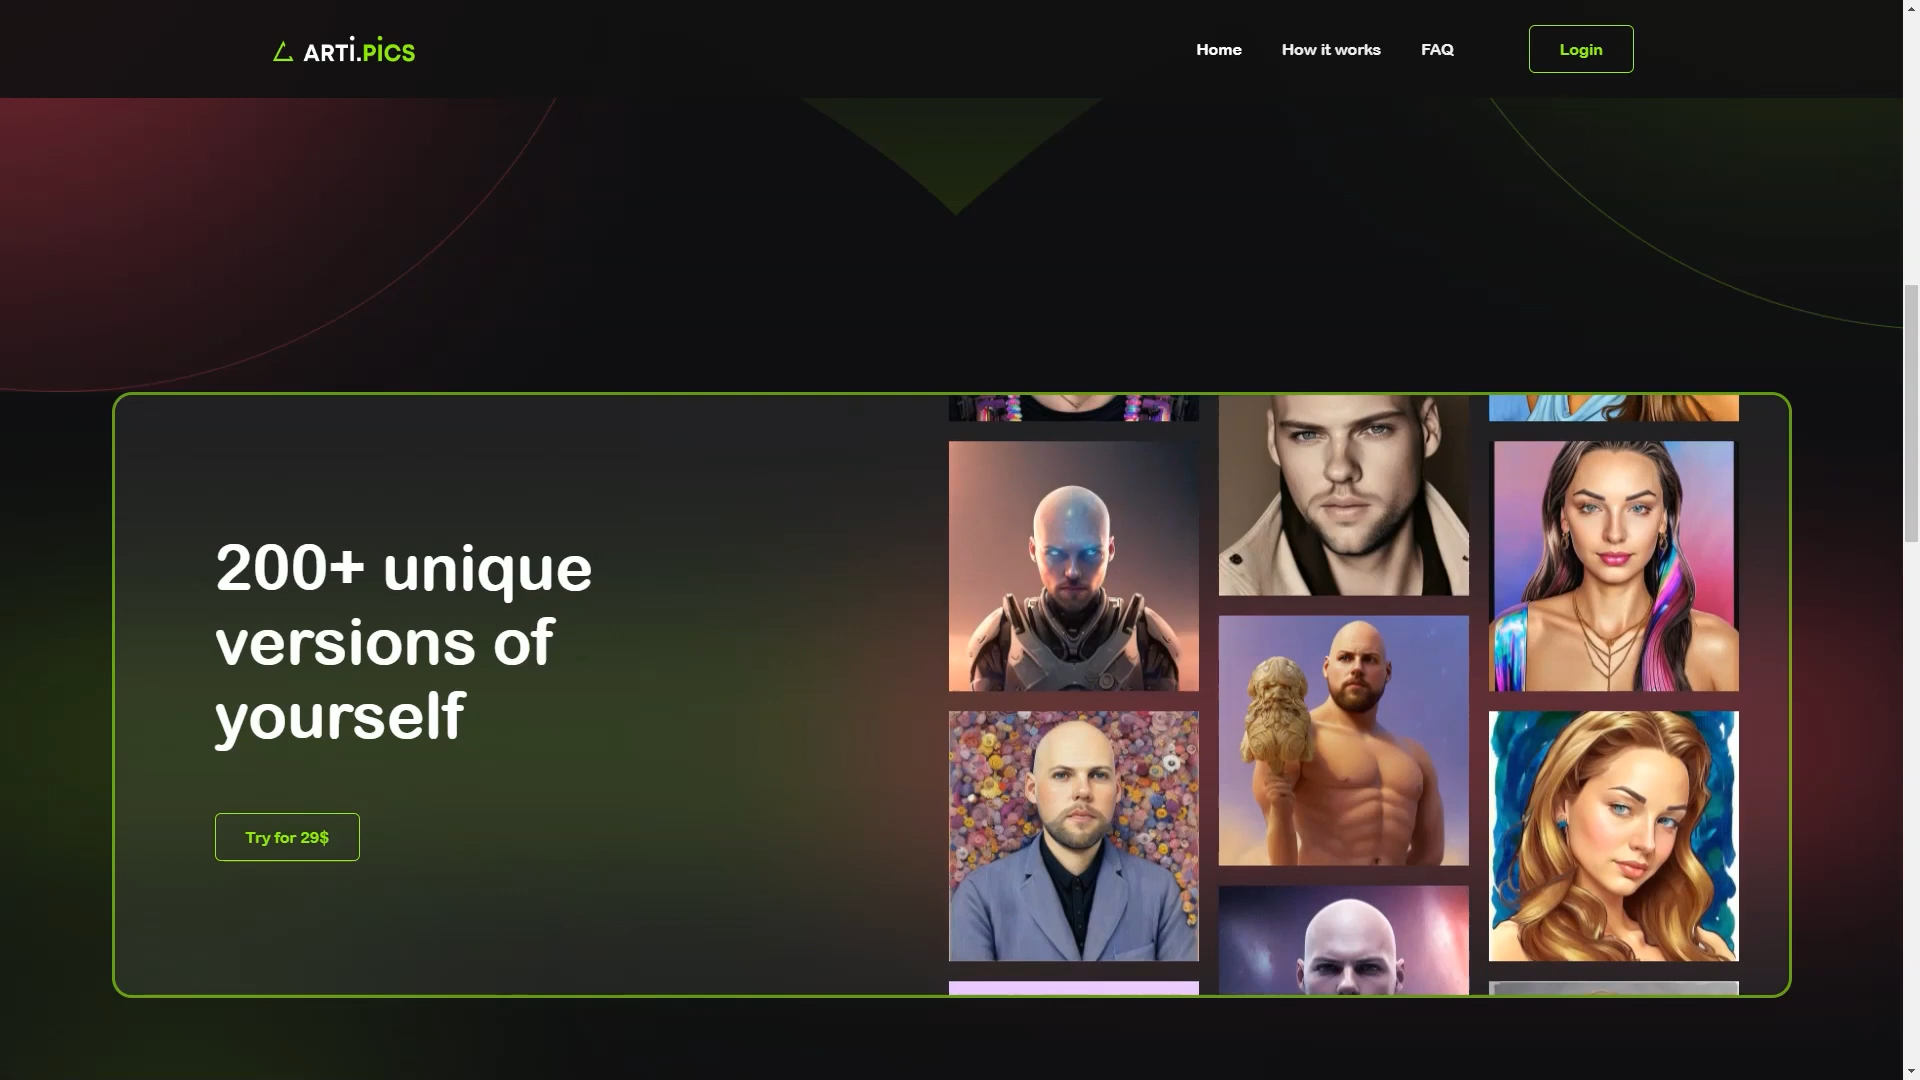 ARTi.PiCS
Home How it works FAQ Login
200+ unique
versions of
yourself
Try for 29$